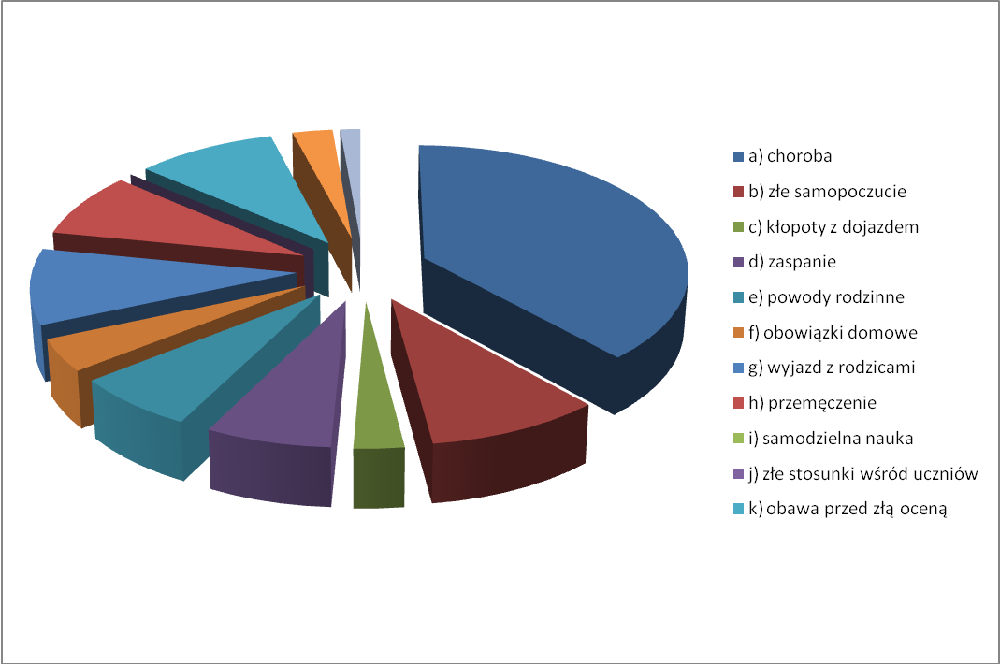 a) choroba
b) złe samopoczucie
c) kłopoty z dojazdem
d) zaspanie
e) powody rodzinne
f) obowiązki domowe
g) wyjazd z rodzicami
h) przemęczenie
i) samodzielna nauka
j) złe stosunki wśród uczniów
k) obawa przed złą oceną